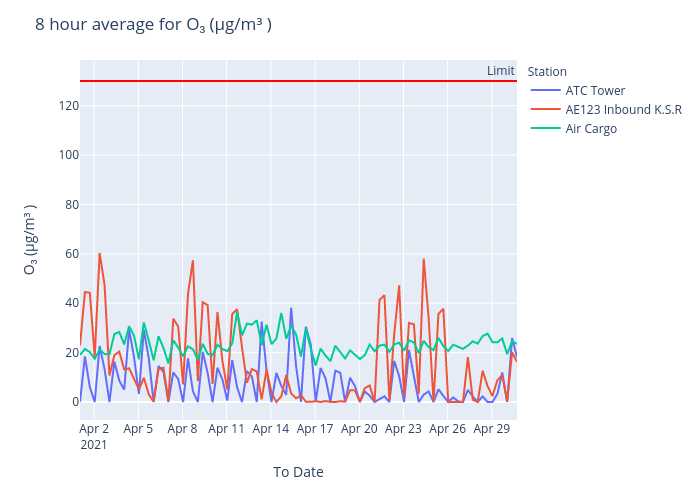 8 hour average for O₃ (µg/m³ )
Limit
Station
ATC Tower
AE123 Inbound K.S.R
Air Cargo
O₃ (µg/m³ )
120
100
80
60
40
20
0
Apr 2 Apr 5 Apr 8 Apr 11 Apr 14 Apr 17 Apr 20 Apr 23 Apr 26 Apr 29
2021
To Date